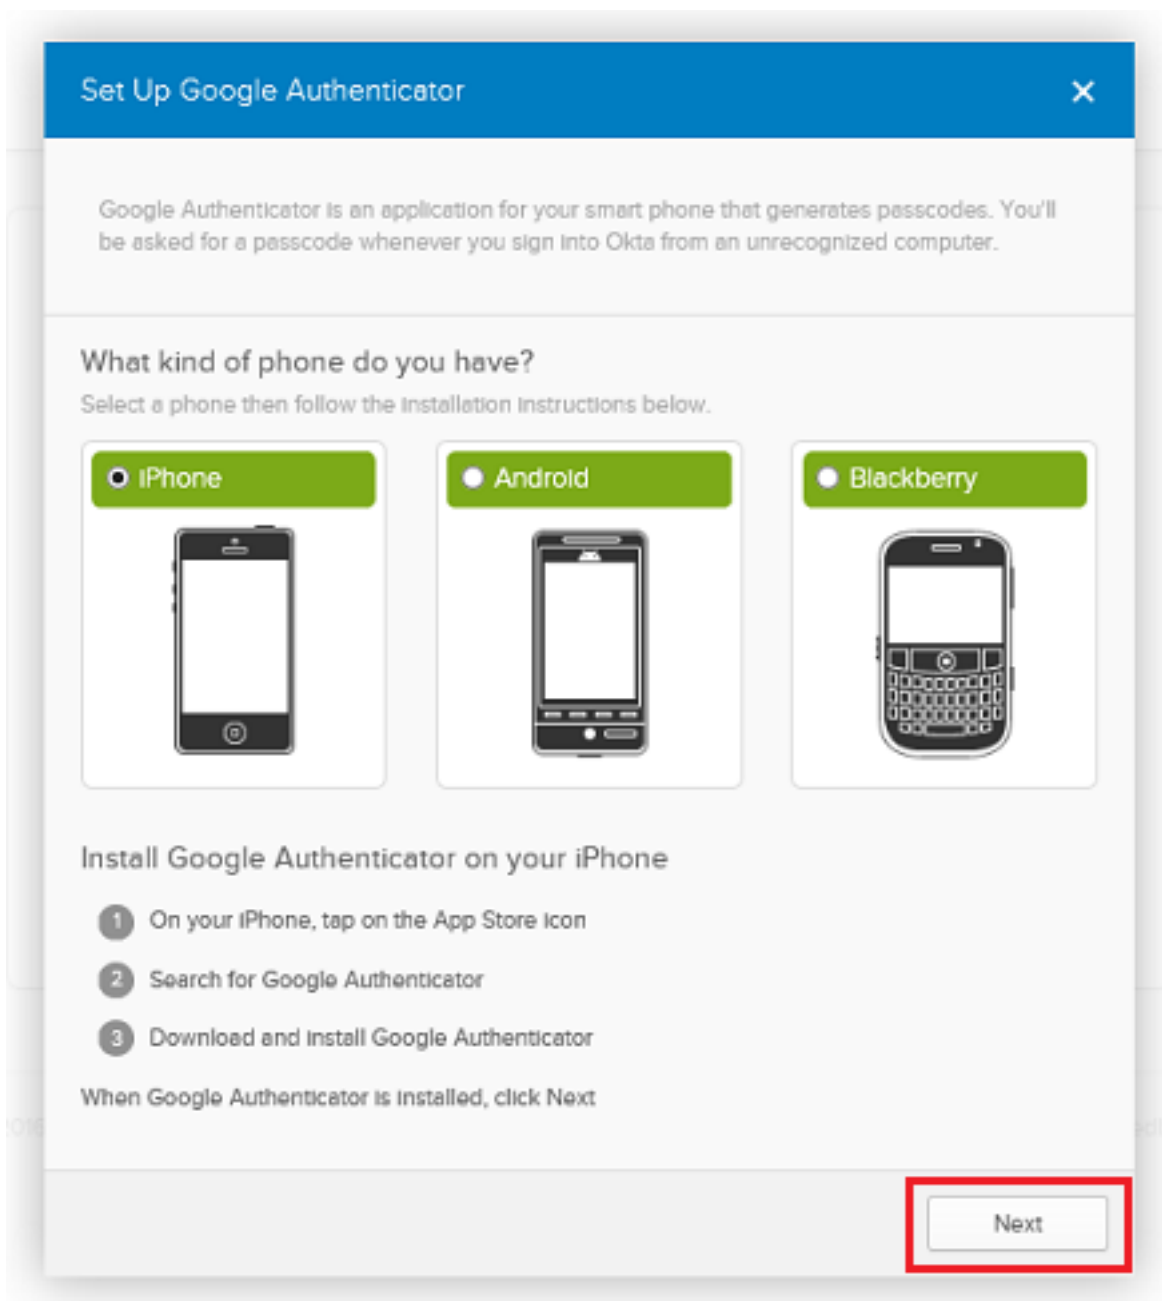 Set Up Google Authenticator
Google Authenticator is an application for your smart phone that generates passcodes. You'll
be asked for a passcode whenever you sign into Okta from an unrecognized computer.
What kind of phone do you have?
Select a phone then follow the installation instructions below.
iPhone
Android
Blackberry
Install Google Authenticator on your iPhone
1 On your iPhone, tap on the App Store icon
2 Search for Google Authenticator
3 Download and install Google Authenticator
When Google Authenticator is installed, click Next
Next